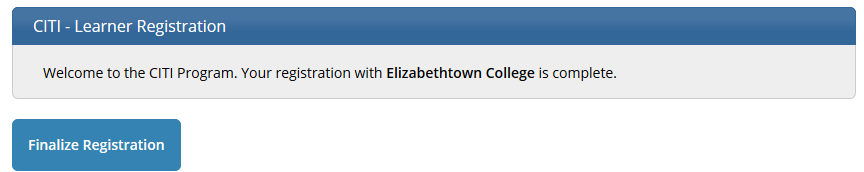 CITI - Learner Registration
Welcome to the CITI Program. Your registration with Elizabethtown College is complete.
Finalize Registration